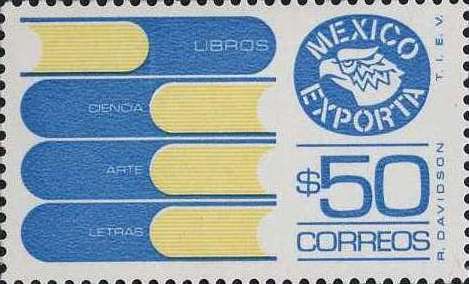 LIBROS
CIENCIA
ARTE
LETRAS
MEXICO
EXPORTA
$50
CORREOS
R. DAVIDSON T.I.E.V.